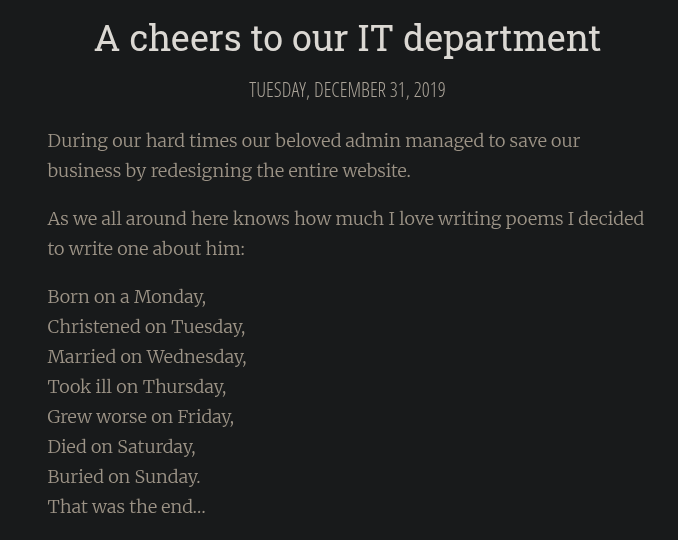 A cheers to our IT department
TUESDAY, DECEMBER 31, 2019
During our hard times our beloved admin managed to save our
business by redesigning the entire website.
As we all around here knows how much I love writing poems I decided
to write one about him:
Born on a Monday,
Christened on Tuesday,
Married on Wednesday,
Took ill on Thursday,
Grew worse on Friday,
Died on Saturday,
Buried on Sunday.
That was the end…